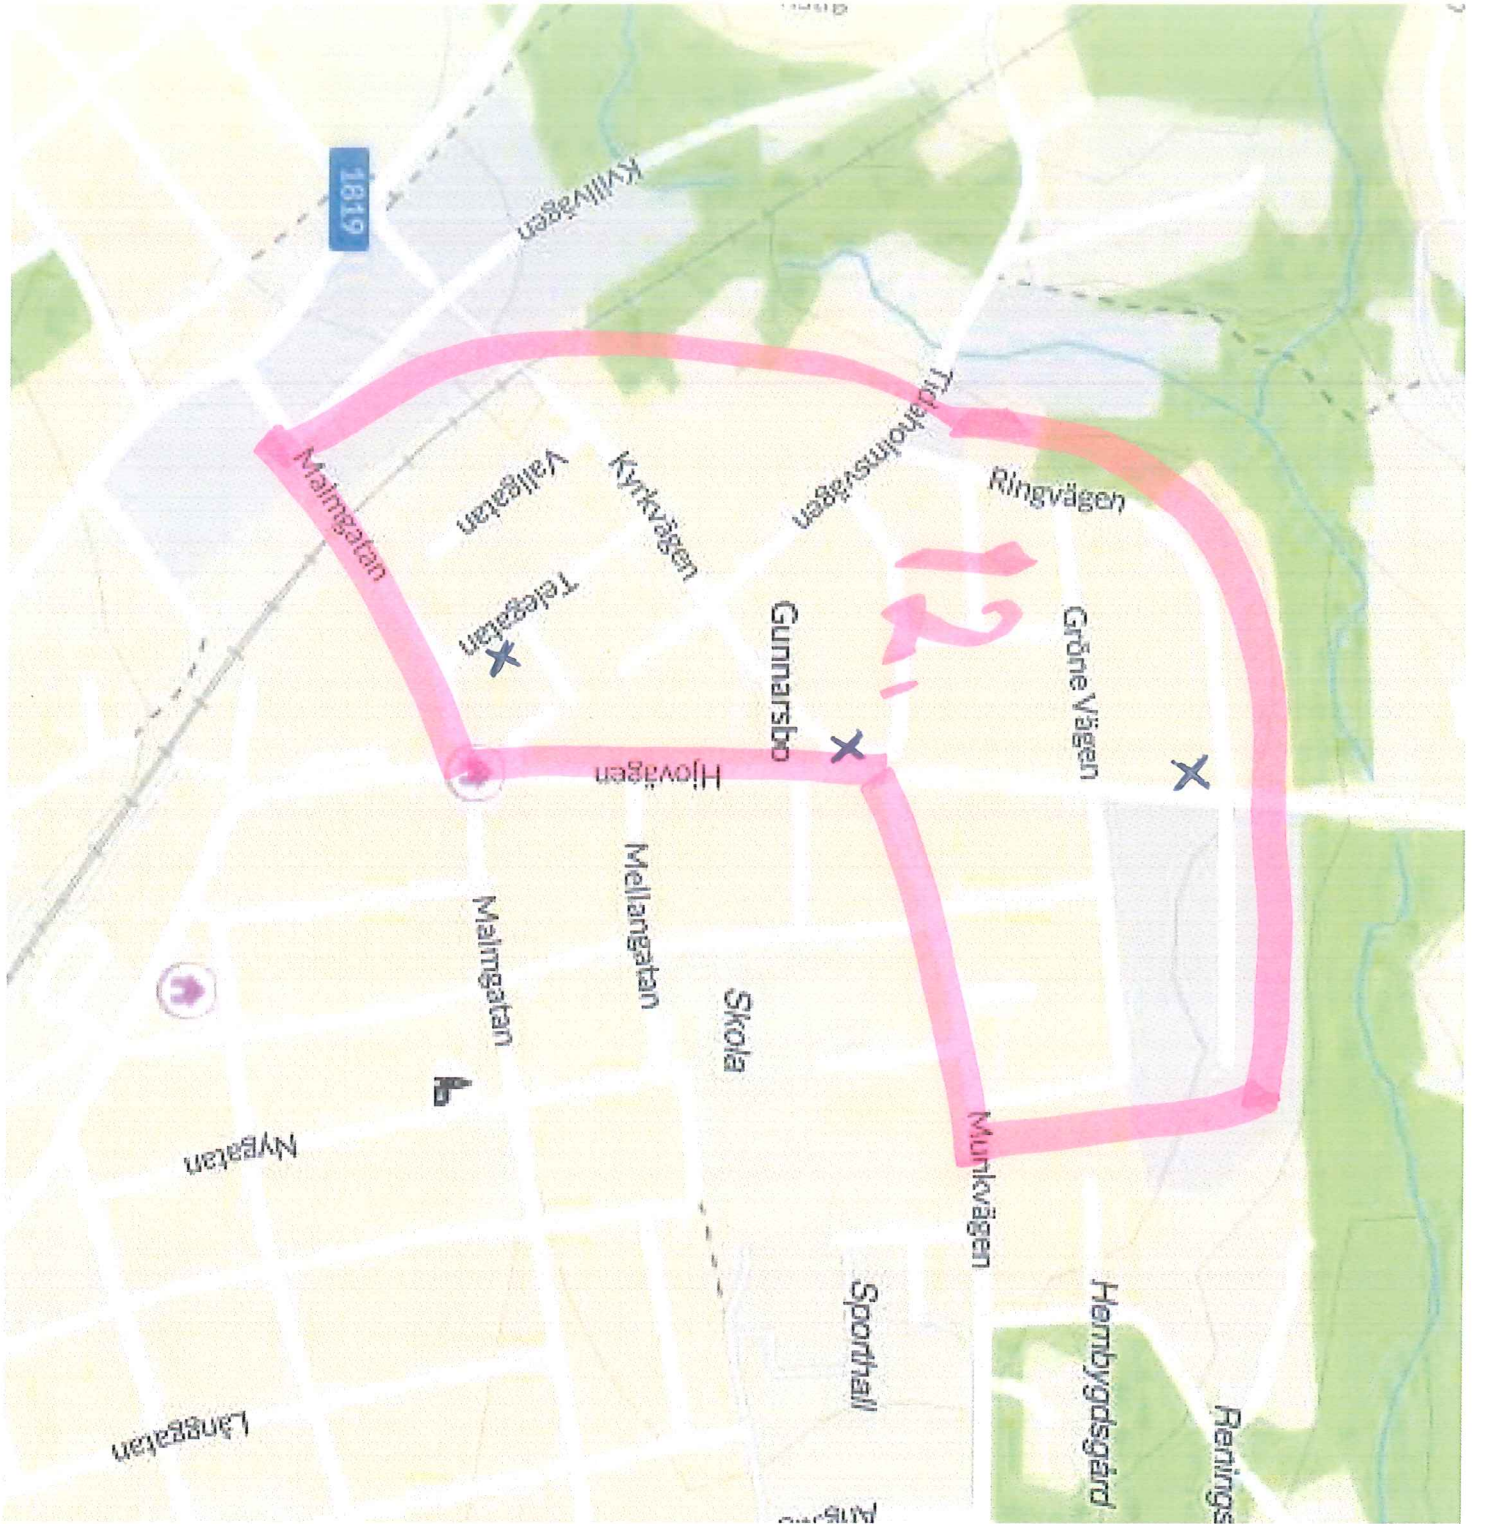 1819
Kvillvägen
Tidaholmsvägen
Malmgatan
Vallgatan
Kyrkvägen
Ringvägen
12
Telegatan
Gunnarsbo
Gröne Vägen
Hjovägen
Mellangatan
Malmgatan
Skola
Nygatan
Munkvägen
Sporthall
Hembygdsgård
Långgatan